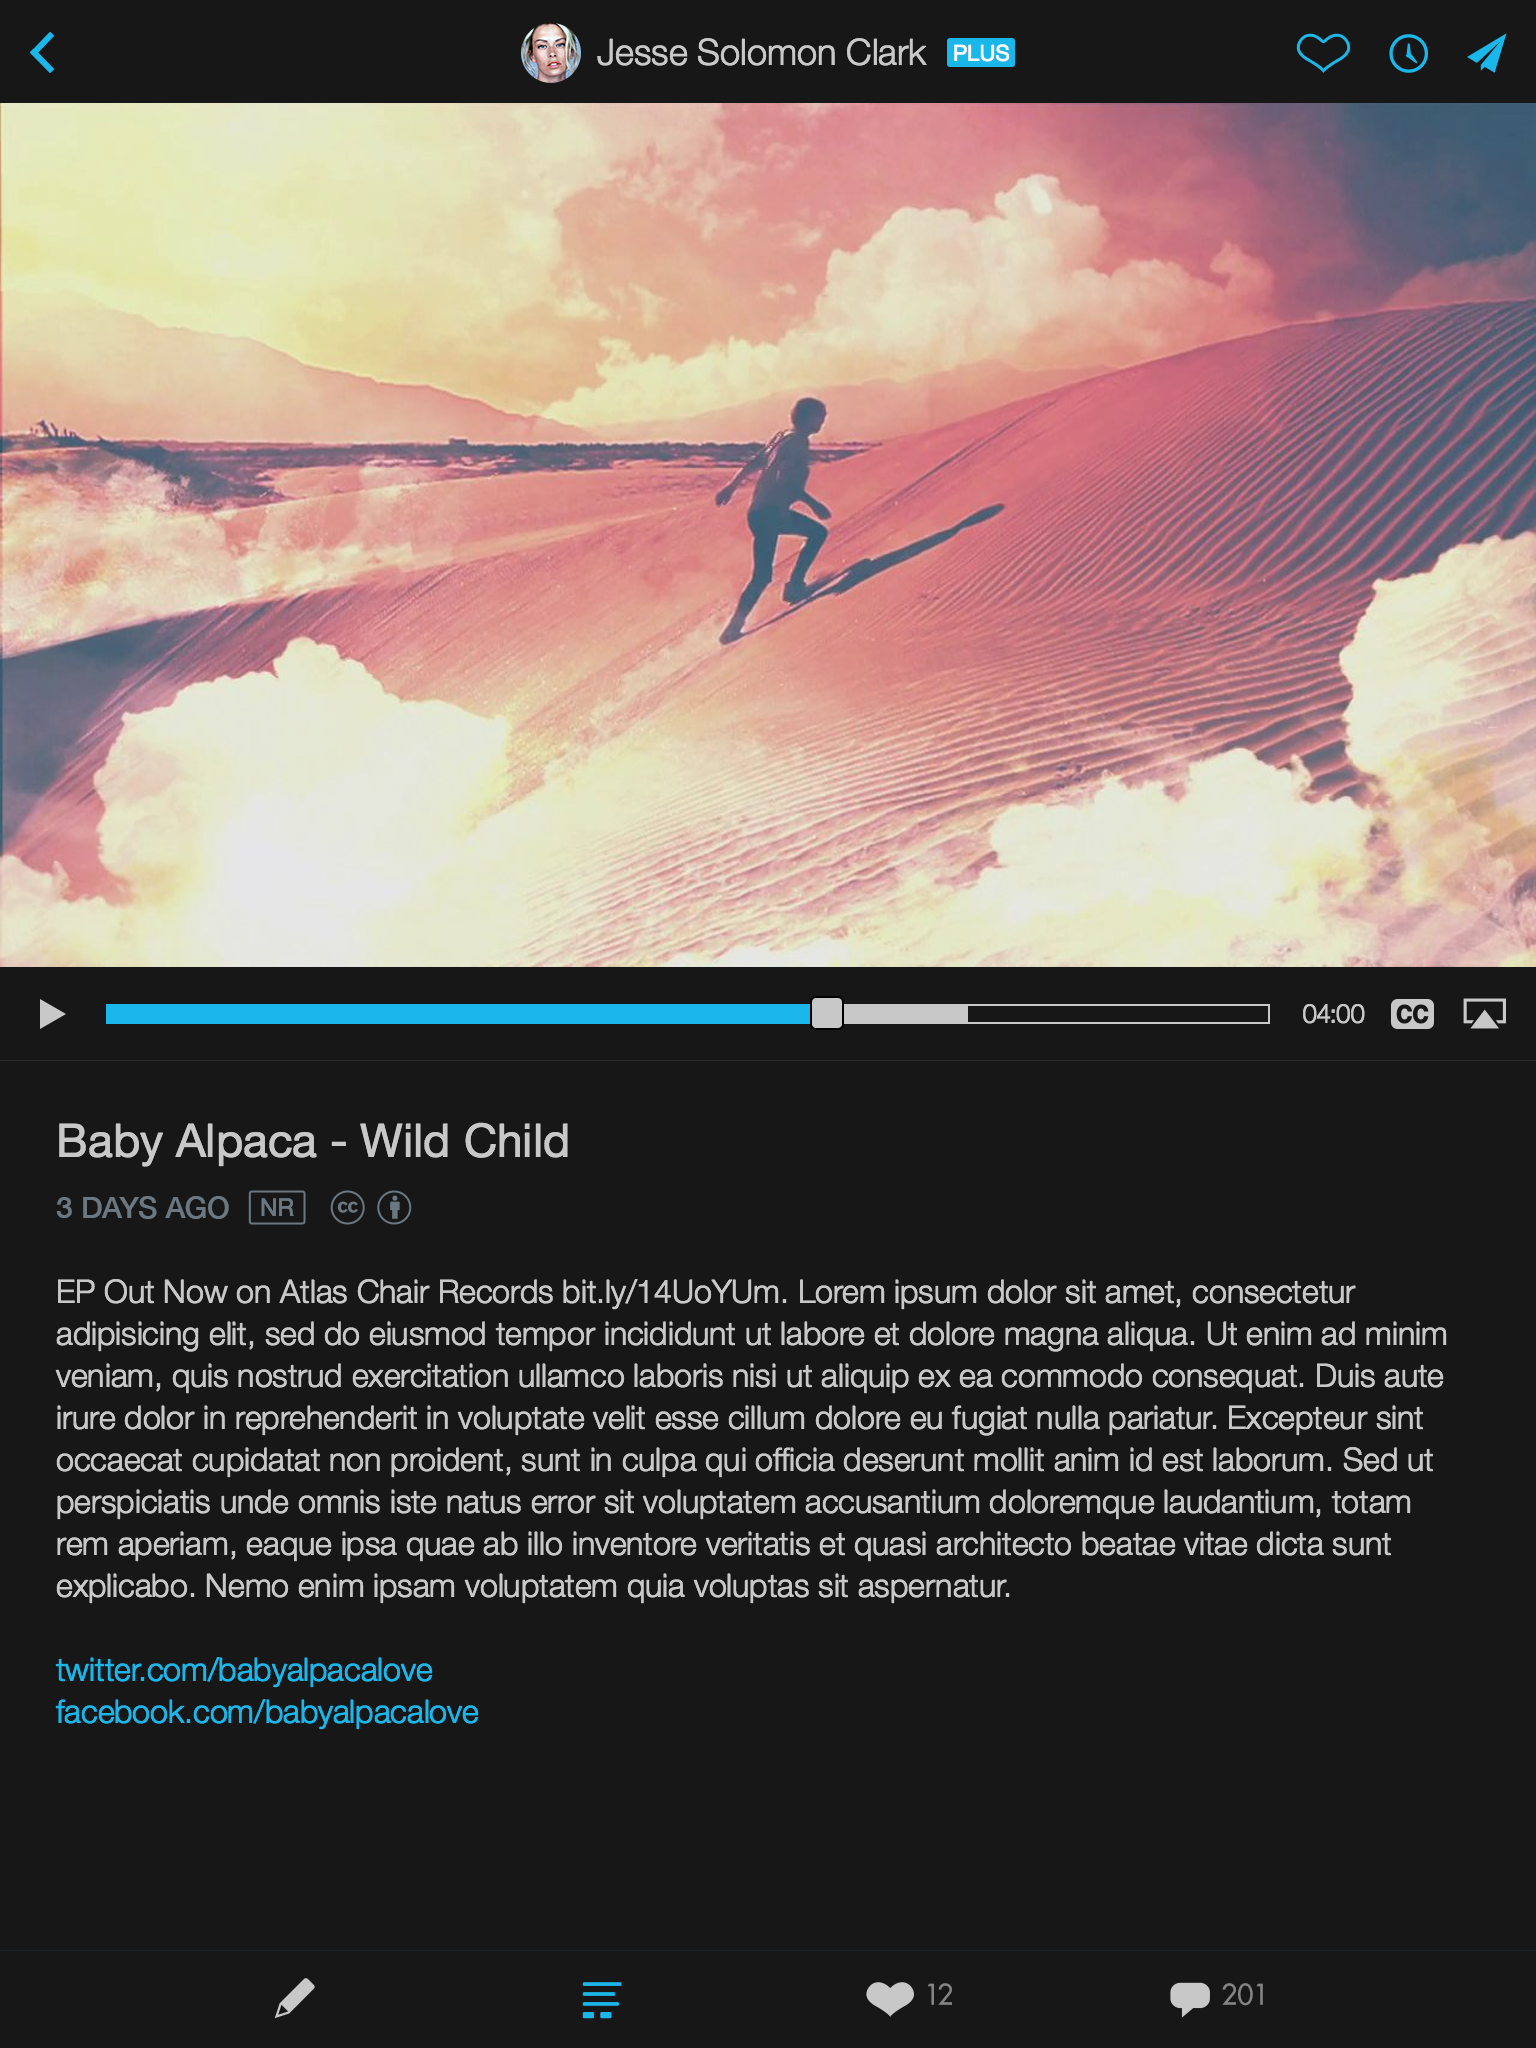 Jesse Solomon Clark PLUS
04:00 CC
Baby Alpaca - Wild Child
3 DAYS AGO NR cc
EP Out Now on Atlas Chair Records bit.ly/14UoYUm. Lorem ipsum dolor sit amet, consectetur
adipisicing elit, sed do eiusmod tempor incididunt ut labore et dolore magna aliqua. Ut enim ad minim
veniam, quis nostrud exercitation ullamco laboris nisi ut aliquip ex ea commodo consequat. Duis aute
irure dolor in reprehenderit in voluptate velit esse cillum dolore eu fugiat nulla pariatur. Excepteur sint
occaecat cupidatat non proident, sunt in culpa qui officia deserunt mollit anim id est laborum. Sed ut
perspiciatis unde omnis iste natus error sit voluptatem accusantium doloremque laudantium, totam
rem aperiam, eaque ipsa quae ab illo inventore veritatis et quasi architecto beatae vitae dicta sunt
explicabo. Nemo enim ipsam voluptatem quia voluptas sit aspernatur.
twitter.com/babyalpacalove
facebook.com/babyalpacalove
12 201